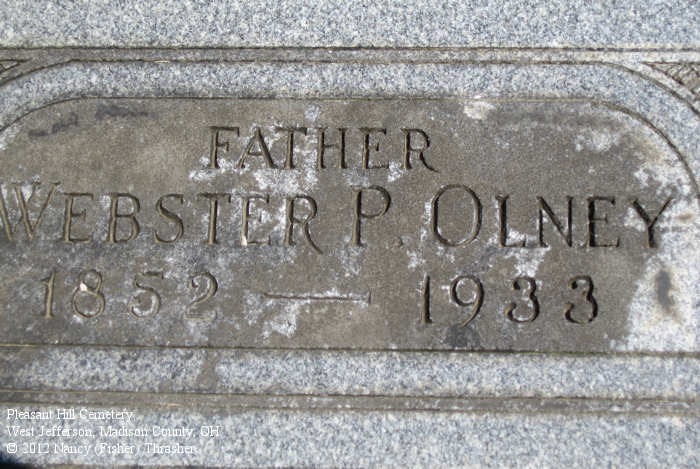 FATHER
WEBSTER P. OLNEY
1852 — 1933
Pleasant Hill Cemetery
West Jefferson, Madison County, OH
© 2012 Nancy (Fisher) Thrasher